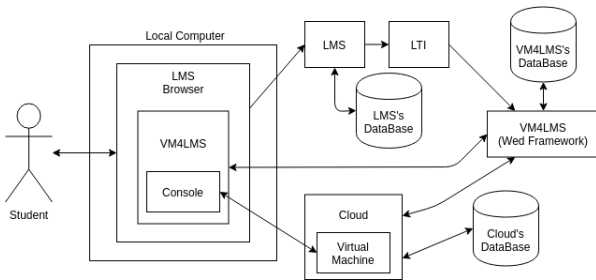 Local Computer
LMS
Browser
VM4LMS
Console
Student
LMS
LTI
LMS's
DataBase
VM4LMS's
DataBase
VM4LMS
(Wed Framework)
Cloud
Virtual
Machine
Cloud's
DataBase